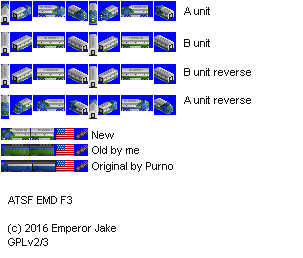 A unit
B unit
B unit reverse
A unit reverse
New
Old by me
Original by Purno
ATSF EMD F3
(c) 2016 Emperor Jake
GPLv2/3